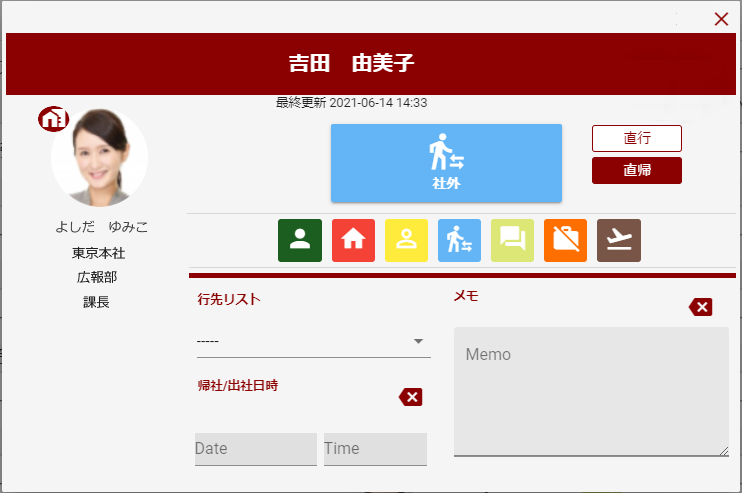 吉田　由美子
最終更新 2021-06-14 14:33
社外
直行
直帰
よしだ　ゆみこ
東京本社
広報部
課長
行先リスト
-----
帰社/出社日時
Date
Time
メモ
Memo